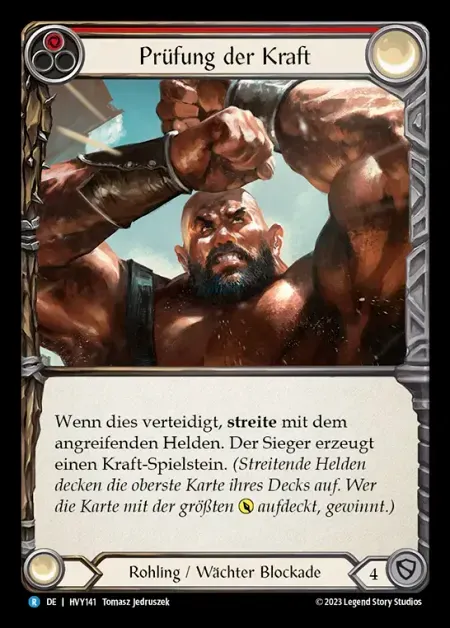 Prüfung der Kraft
Wenn dies verteidigt, streite mit dem
angreifenden Helden. Der Sieger erzeugt
einen Kraft-Spielstein. (Streitende Helden
decken die oberste Karte ihres Decks auf. Wer
die Karte mit der größten aufdeckt, gewinnt.)
Rohling / Wächter Blockade
4
R DE | HVY141 Tomasz Jedruszek
© 2023 Legend Story Studios